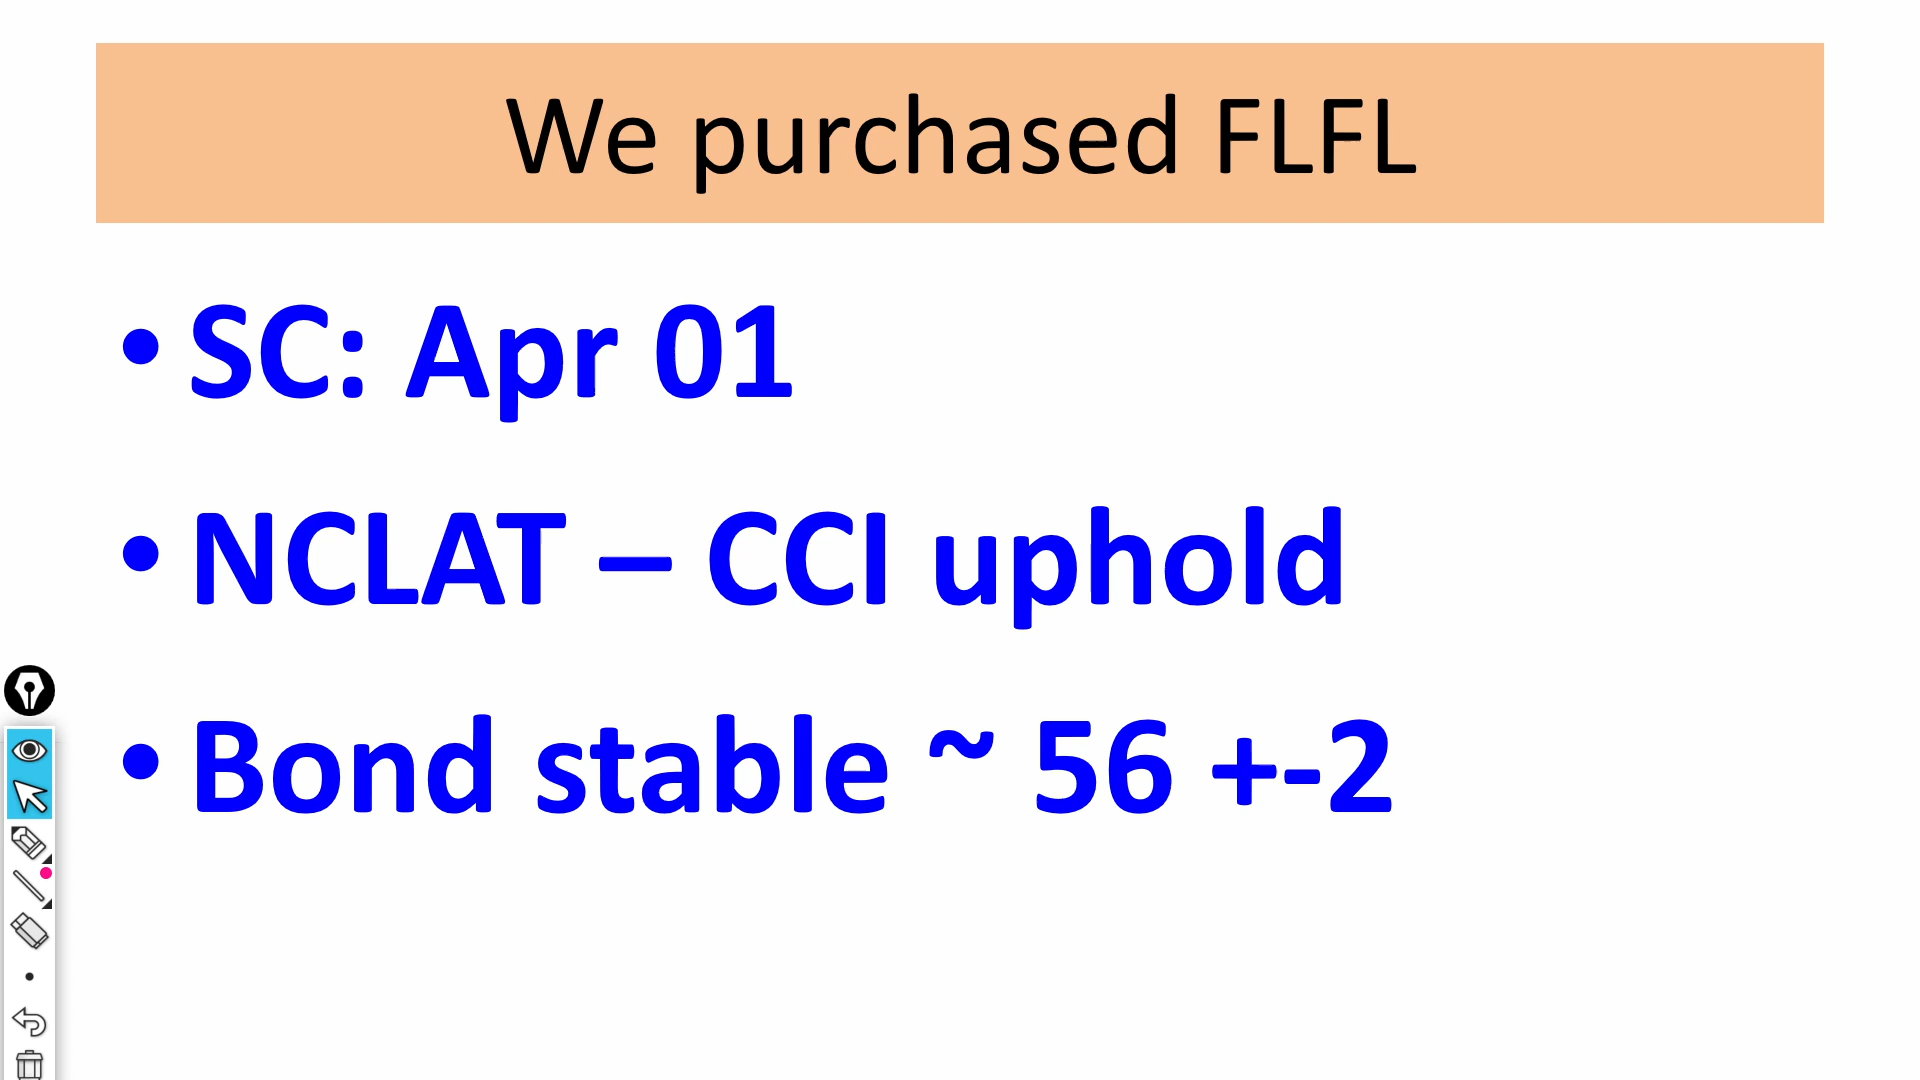 We purchased FLFL
• SC: Apr 01
• NCLAT – CCI uphold
• Bond stable ~ 56 +-2